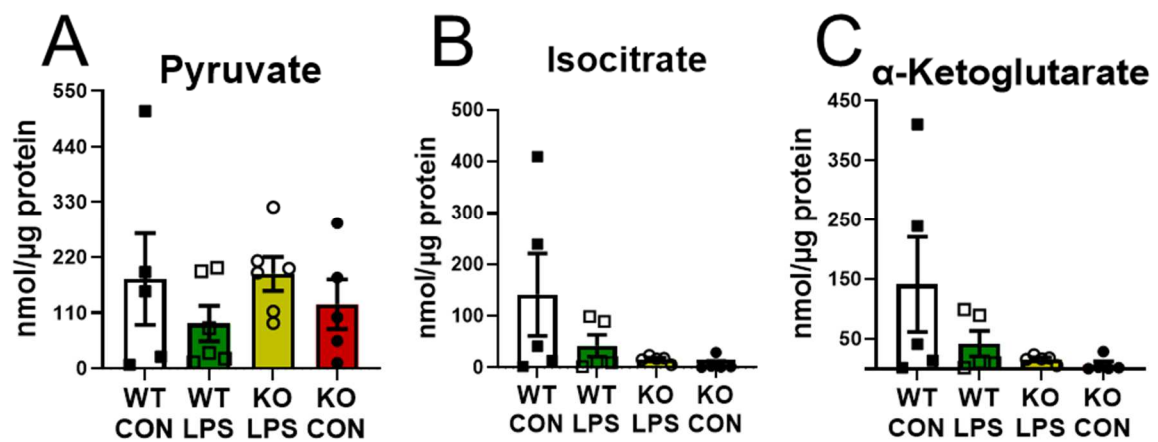 A
Pyruvate
nmol/µg protein
550
440
330
220
110
0
WT
CON
WT
LPS
KO
LPS
KO
CON
B
Isocitrate
nmol/µg protein
500
400
300
200
100
0
WT
CON
WT
LPS
KO
LPS
KO
CON
C
α-Ketoglutarate
nmol/µg protein
450
350
250
150
50
WT
CON
WT
LPS
KO
LPS
KO
CON